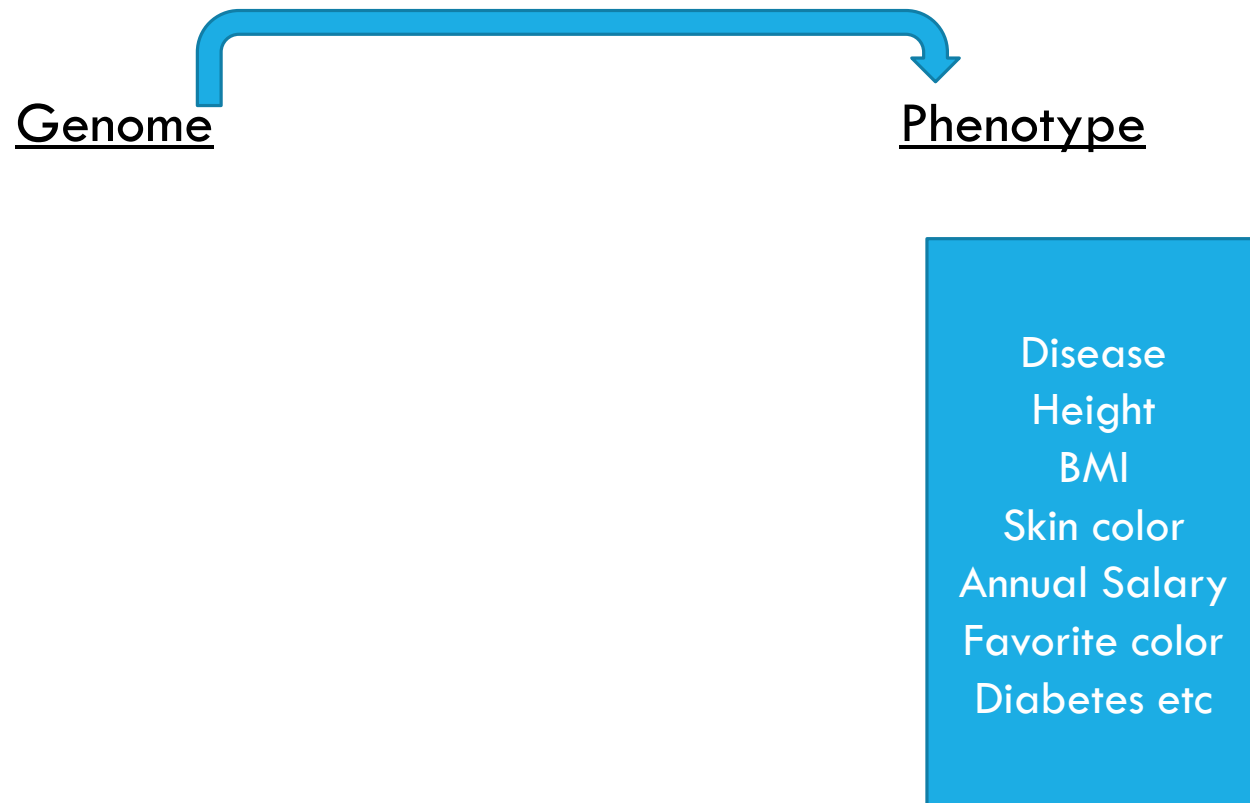 Genome
Phenotype
Disease
Height
BMI
Skin color
Annual Salary
Favorite color
Diabetes etc